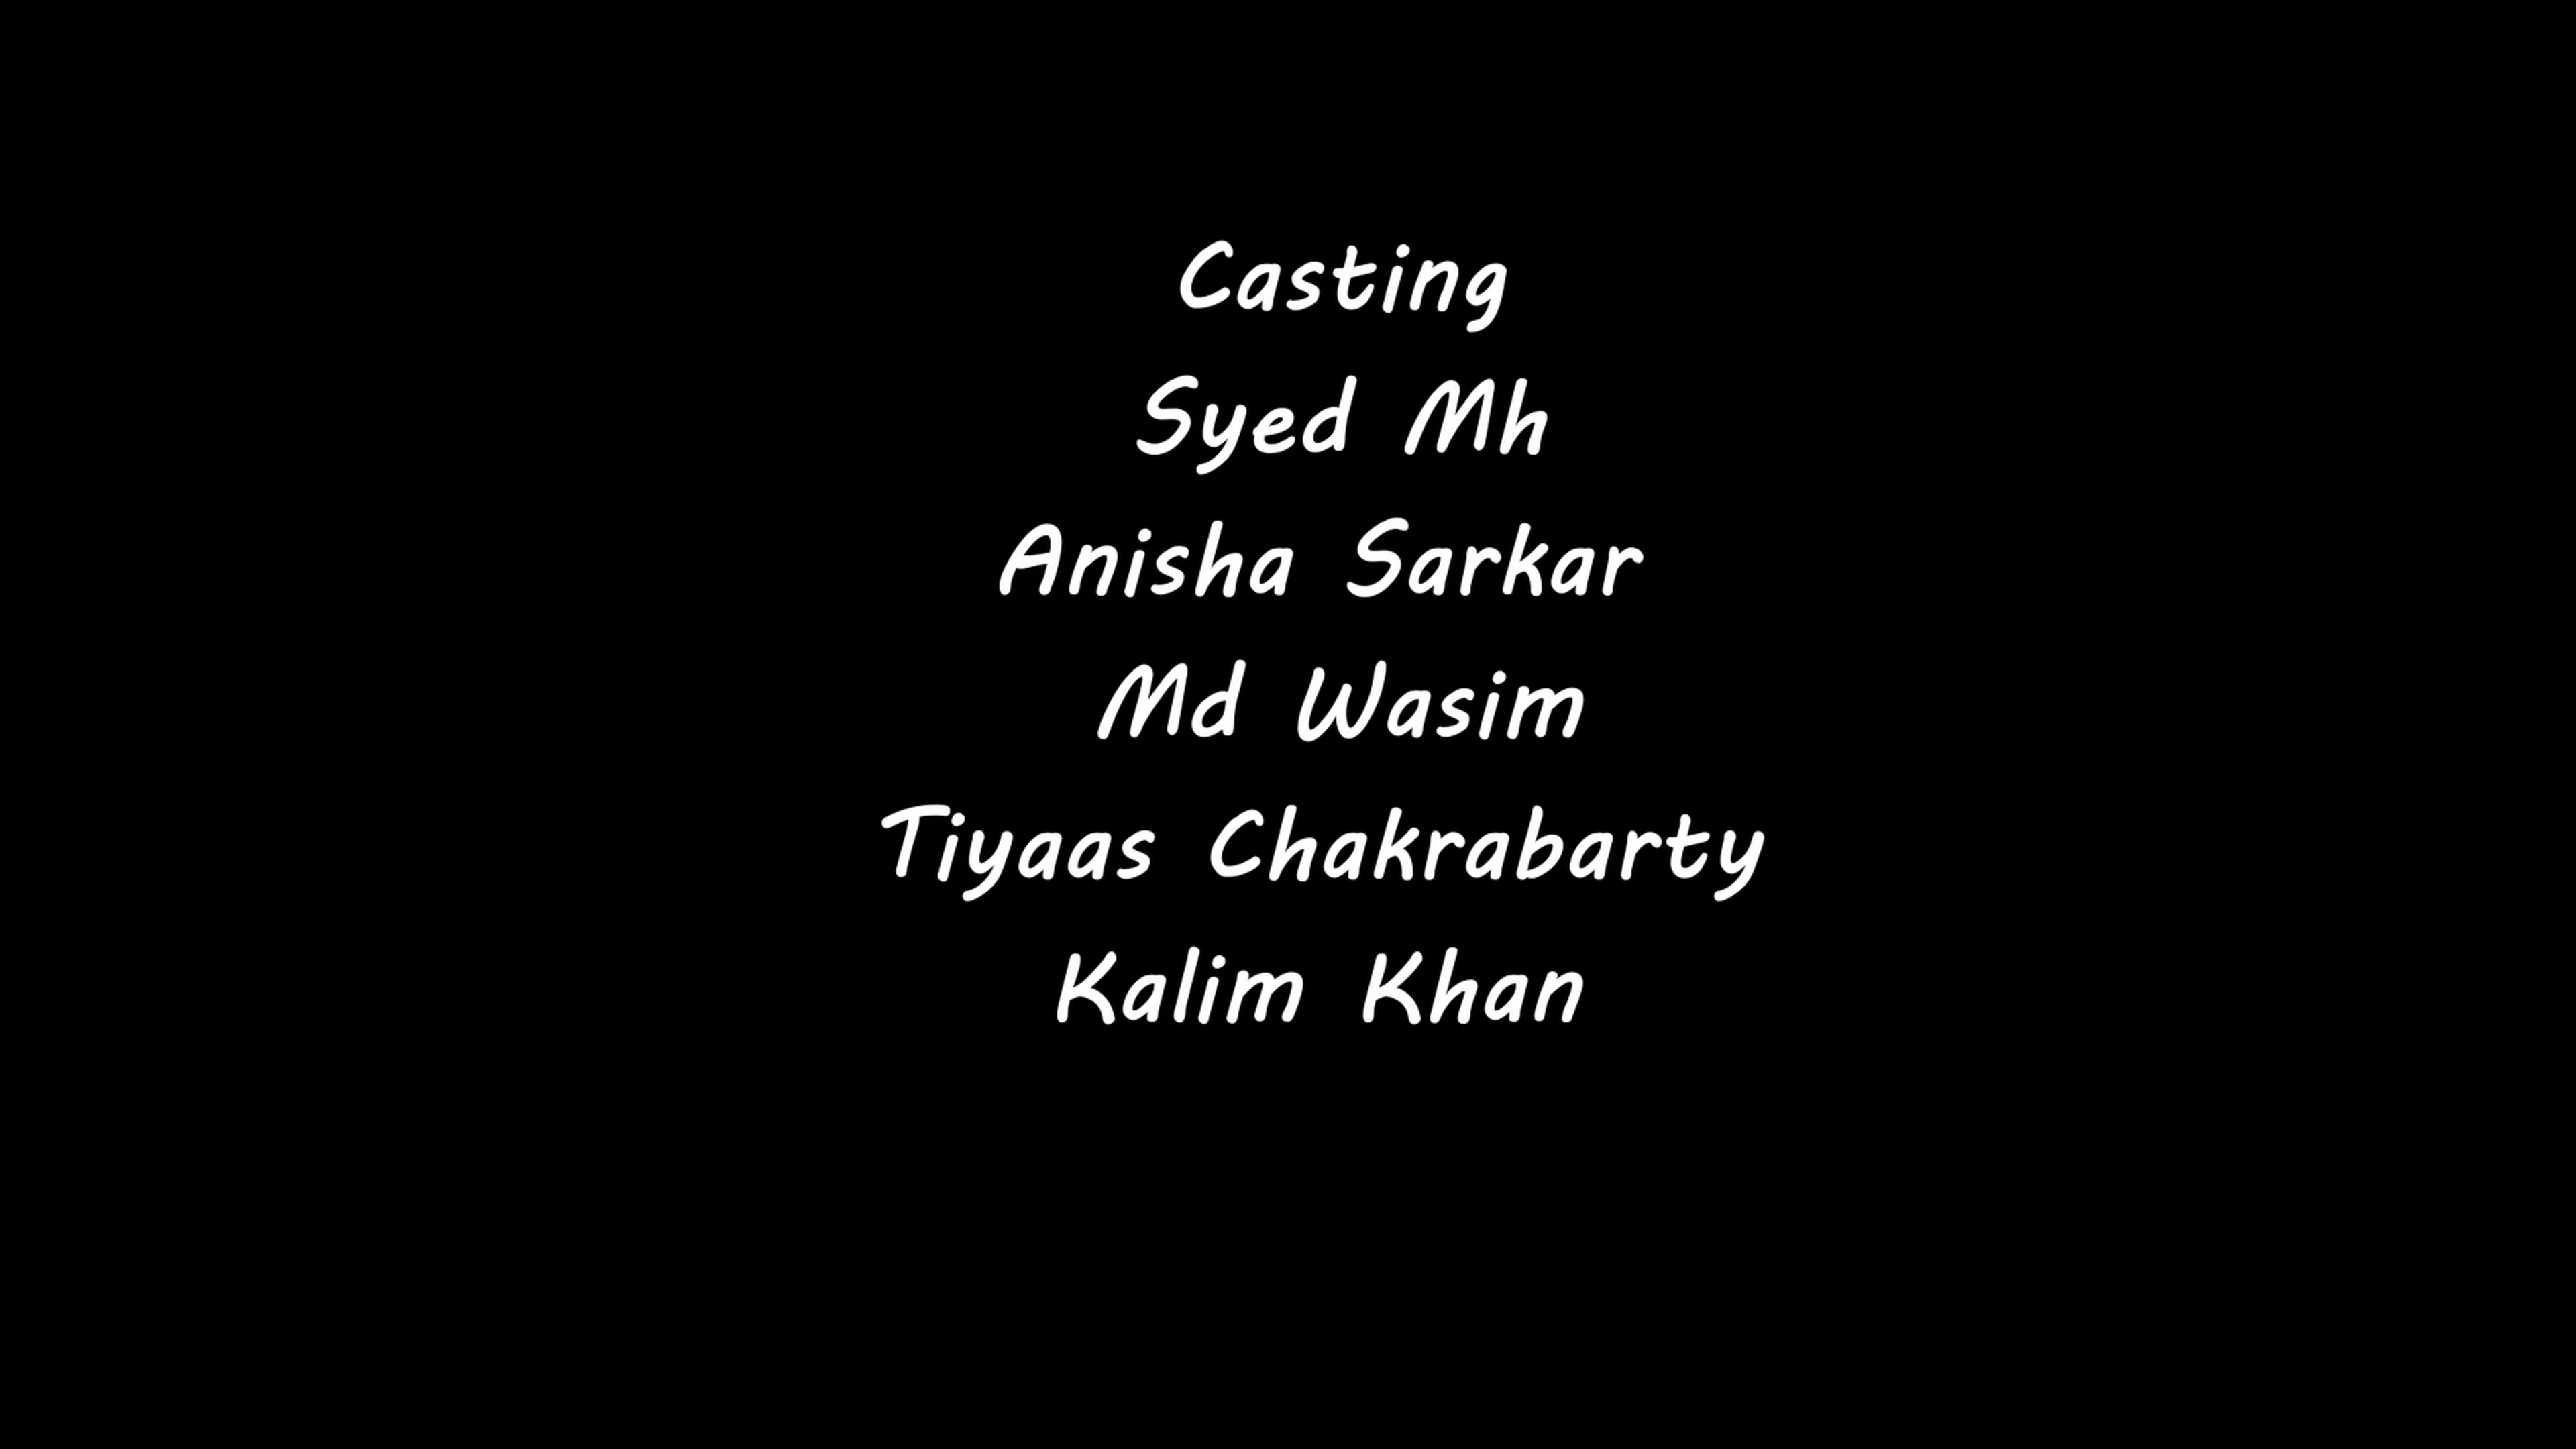 Casting
Syed Mh
Anisha Sarkar
Md Wasim
Tiyaas Chakrabarty
Kalim Khan